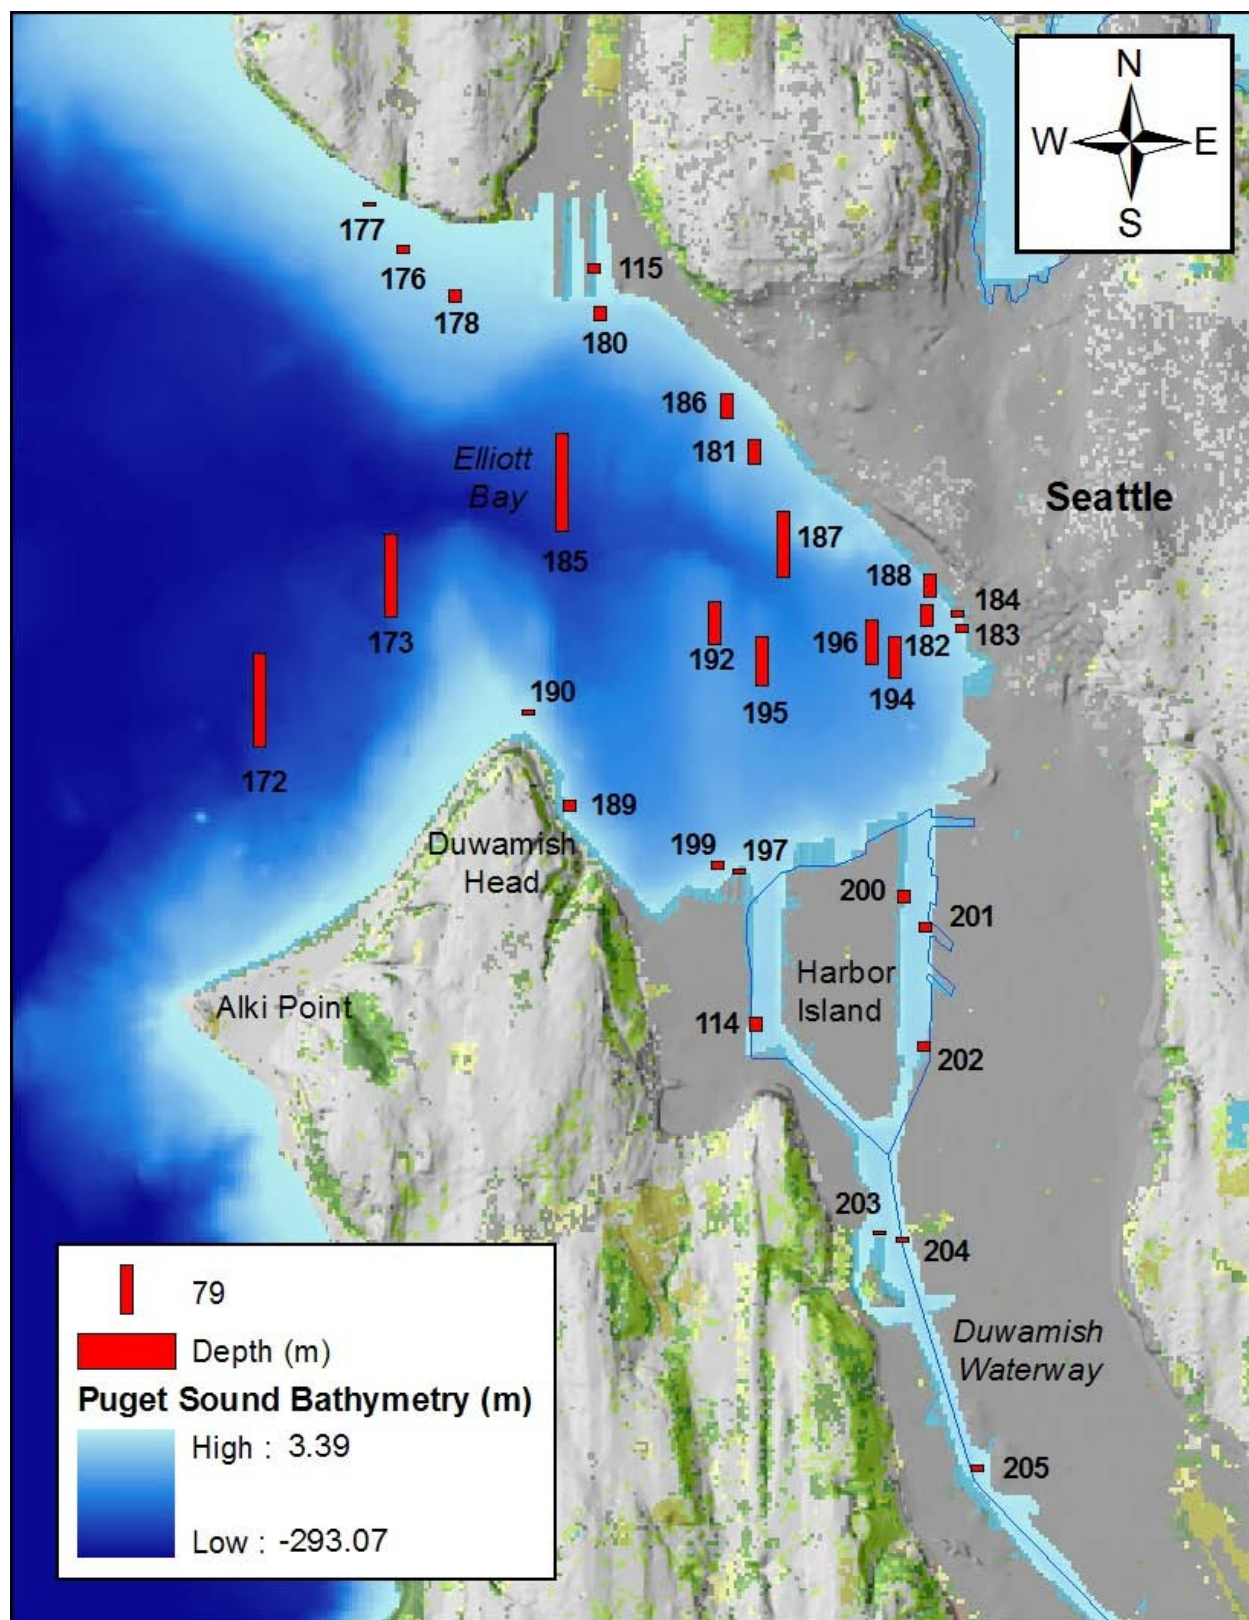 N
W E
S
177
176
115
178
180
186
Elliott
Bay
181
Seattle
187
185
188
184
173
183
192
196
182
194
190
195
172
189
Duwamish
Head
199
197
200
201
Harbor
Island
Alki Point
114
202
203
204
Duwamish
Waterway
205
79
Depth (m)
Puget Sound Bathymetry (m)
High : 3.39
Low : -293.07